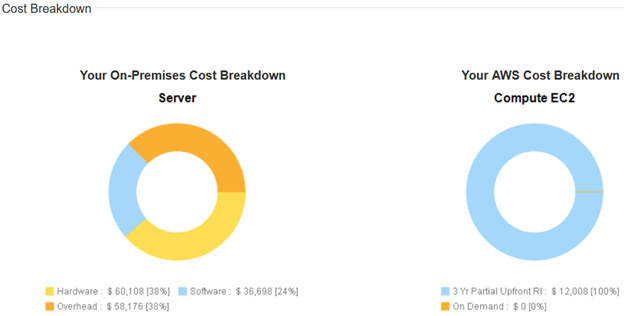 Cost Breakdown
Your On-Premises Cost Breakdown
Server
Hardware : $ 60,108 [38%] Software : $ 36,698 [24%]
Overhead : $ 58,176 [38%]
Your AWS Cost Breakdown
Compute EC2
3 Yr Partial Upfront RI : $ 12,008 [100%]
On Demand : $ 0 [0%]